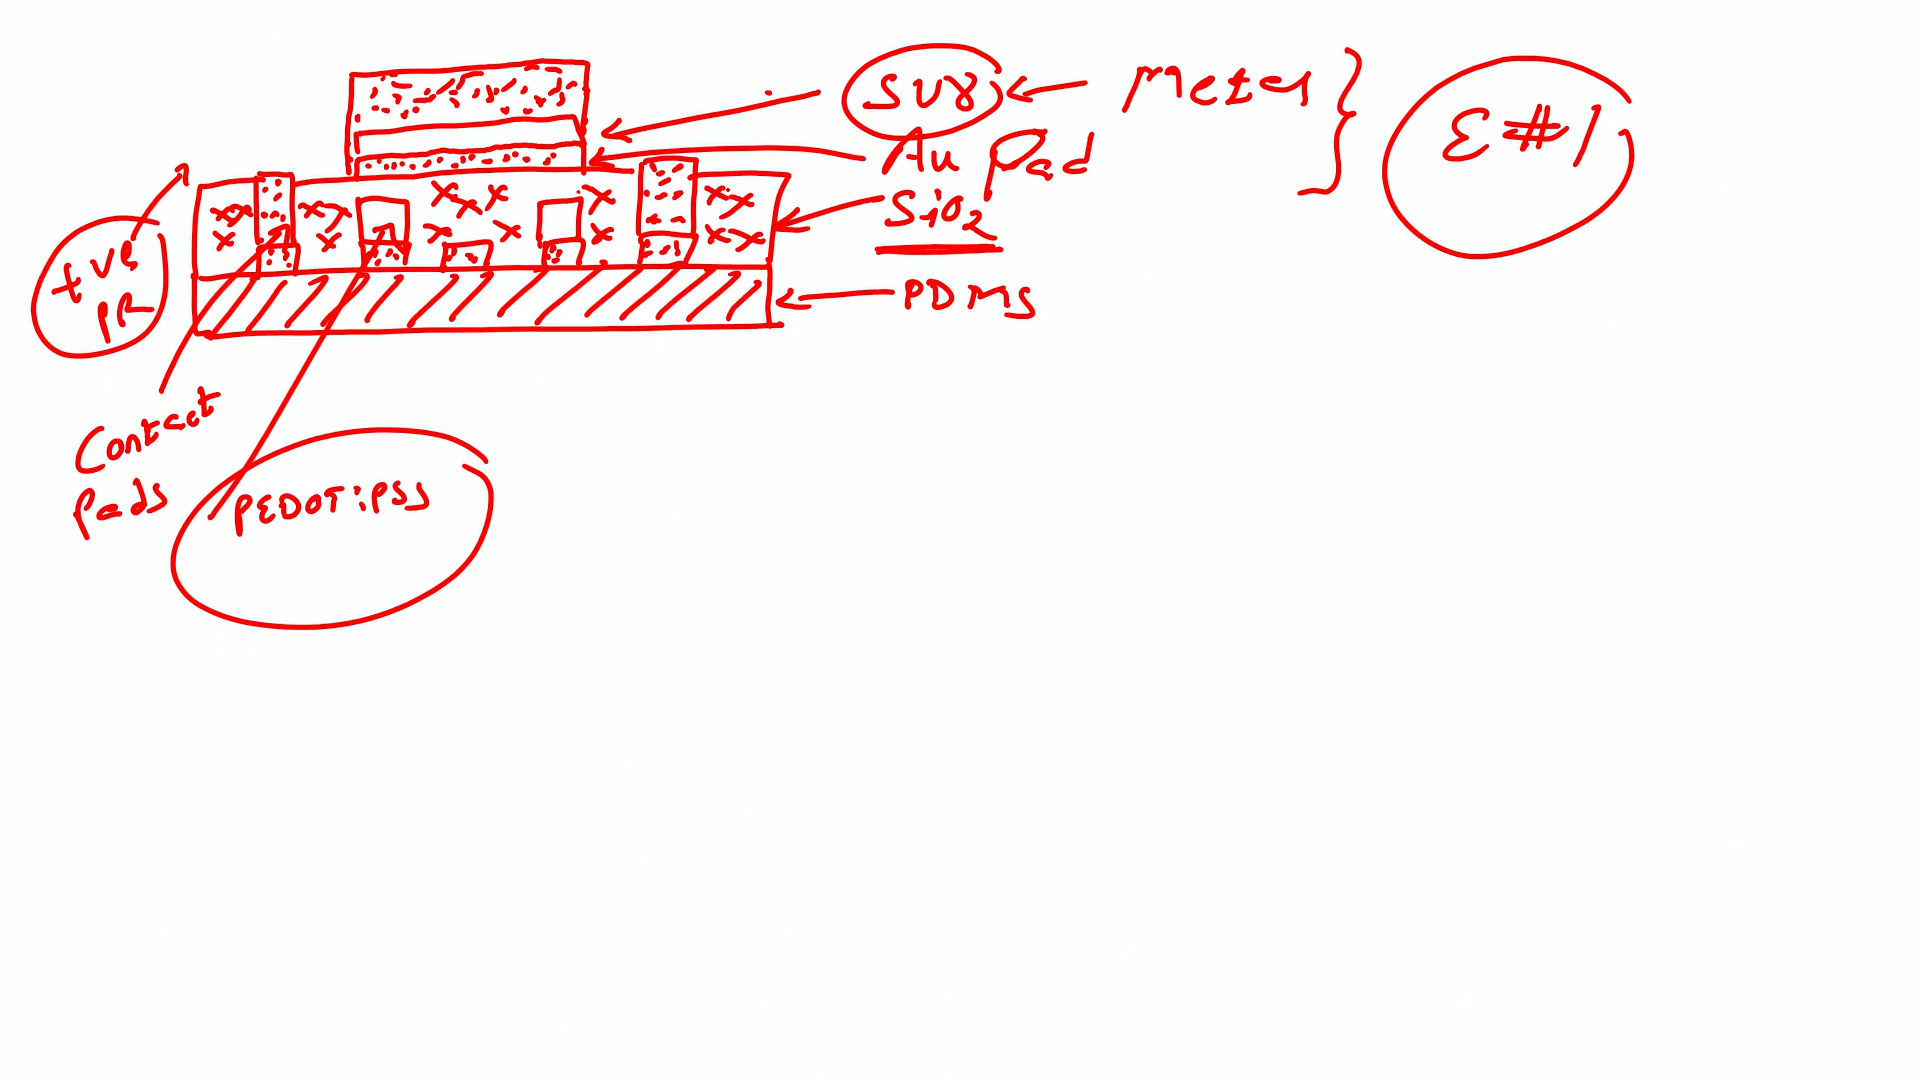 SU8 ← Metal
Au Pad
SiO2
PDMS
E#1
+ve
PR
Contact
Pads
PEDOT:PSS